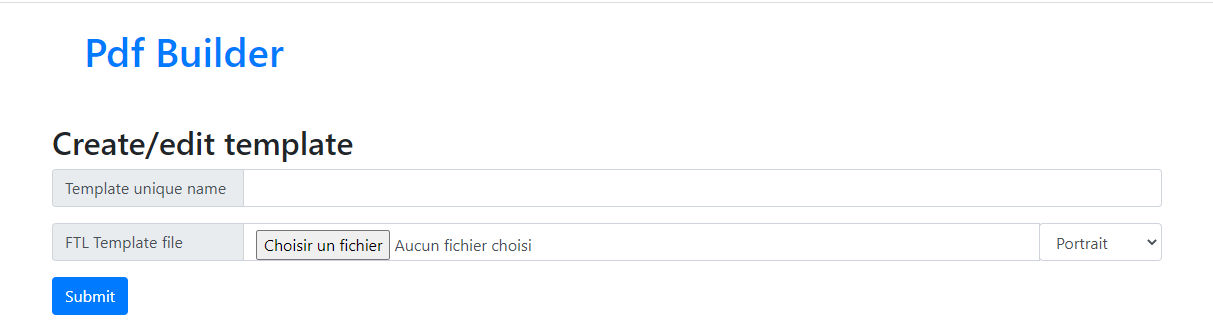 Pdf Builder
Create/edit template
Template unique name
FTL Template file Choisir un fichier Aucun fichier choisi Portrait
Submit